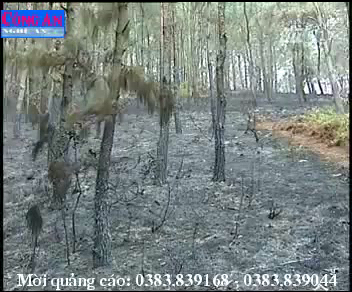 CÔNG AN
NGHỆ AN
Mời quảng cáo: 0383.839168 , 0383.839044